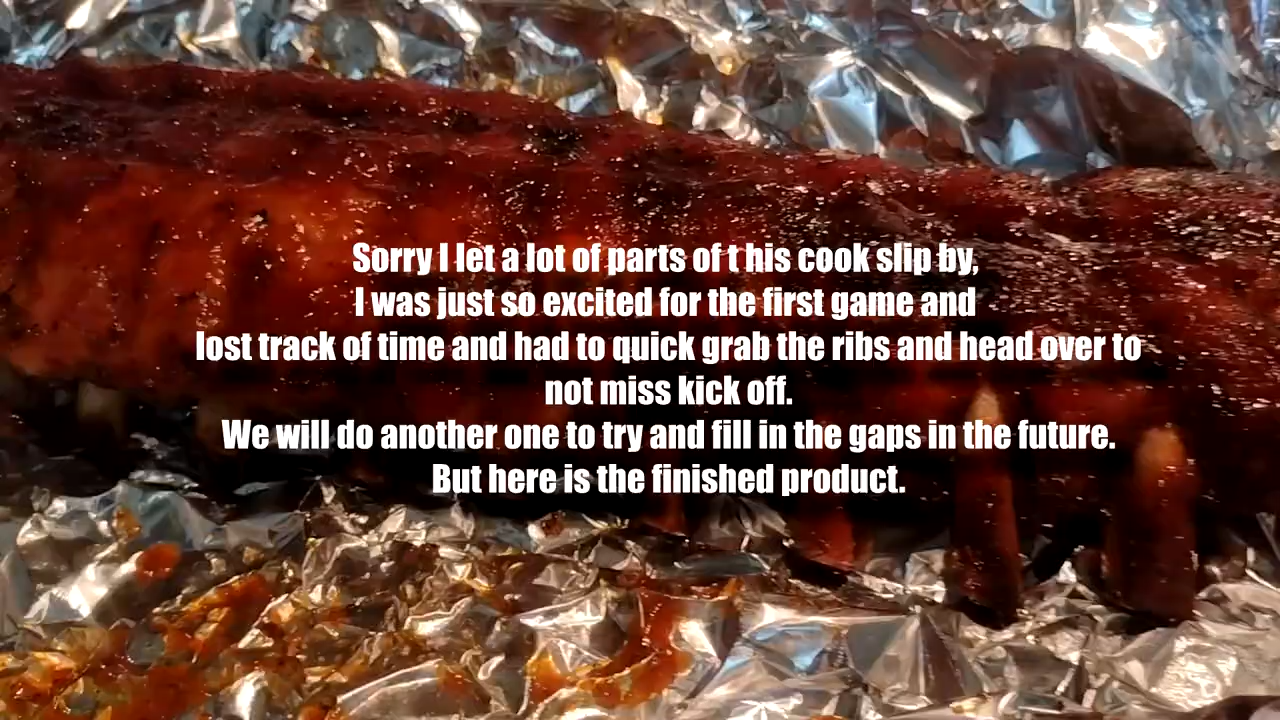 Sorry I let a lot of parts of t his cook slip by,
I was just so excited for the first game and
lost track of time and had to quick grab the ribs and head over to
not miss kick off.
We will do another one to try and fill in the gaps in the future.
But here is the finished product.